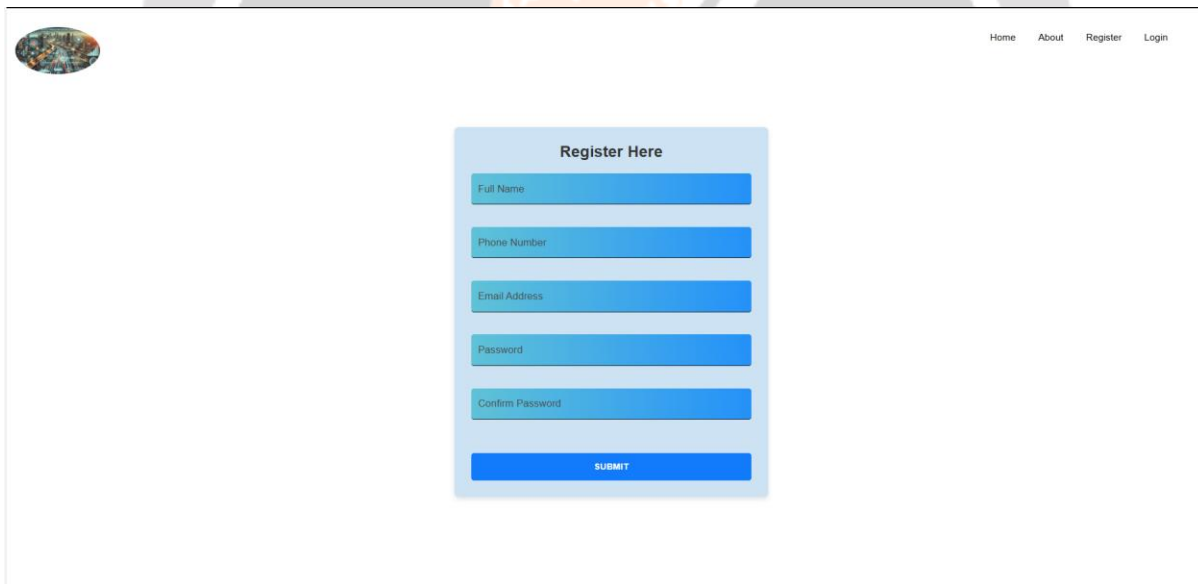 Home About Register Login
Register Here
Full Name
Phone Number
Email Address
Password
Confirm Password
SUBMIT